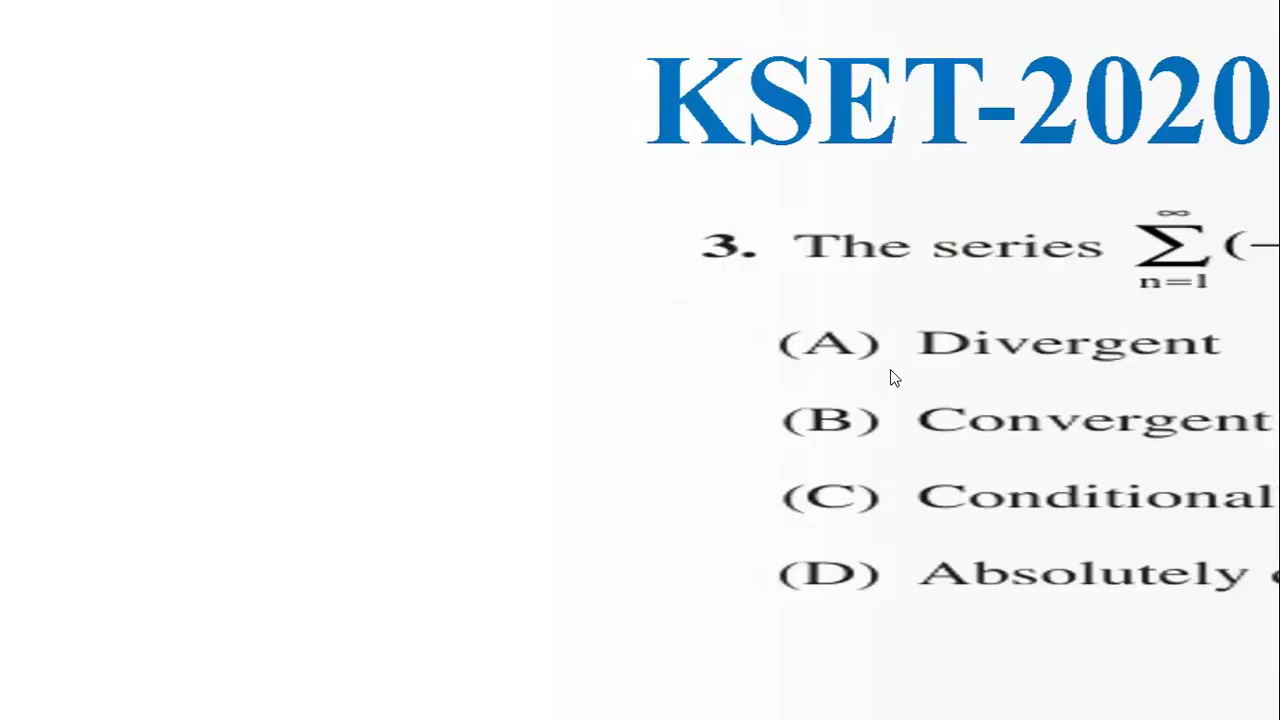 KSET-2020
3. The series ∞ ∑ n=1 (−
(A) Divergent
(B) Convergent
(C) Conditional
(D) Absolutely